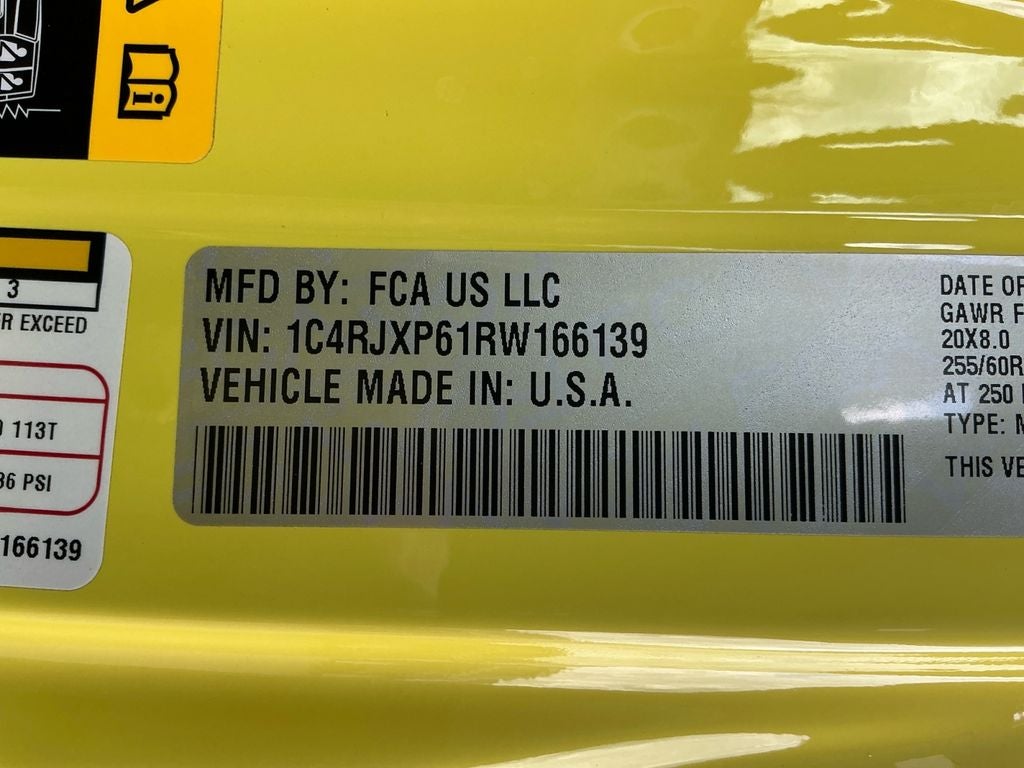 3
R EXCEED
113T
36 PSI
166139
MFD BY: FCA US LLC
VIN: 1C4RJXP61RW166139
VEHICLE MADE IN: U.S.A.
DATE OF
GAWR F
20X8.0
255/60R
AT 250
TYPE: M
THIS VE